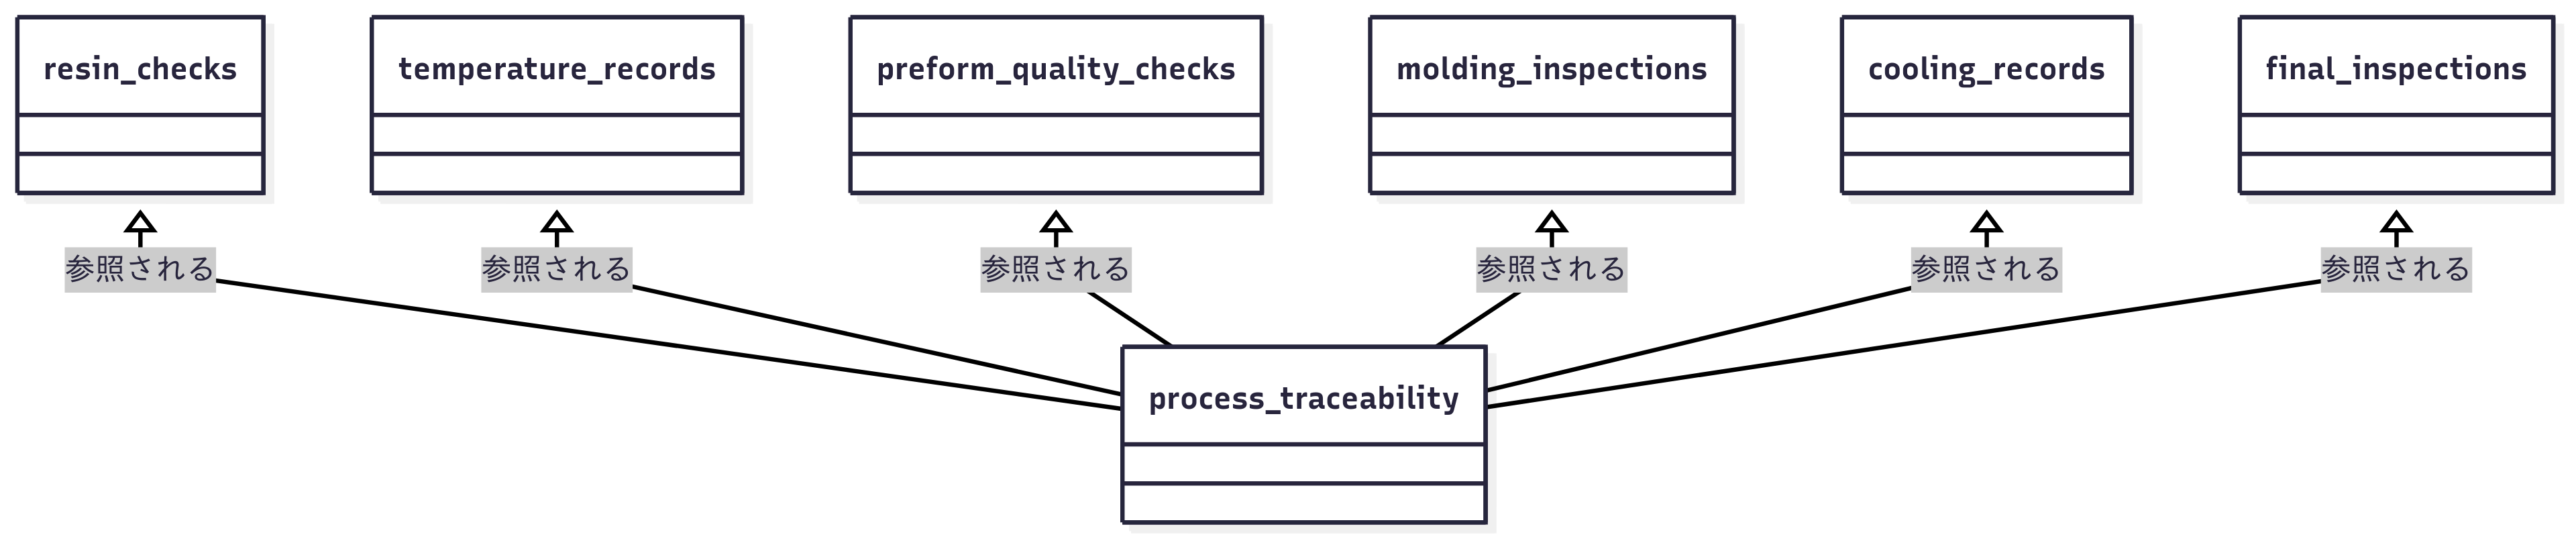 resin_checks
temperature_records
preform_quality_checks
molding_inspections
cooling_records
final_inspections
参照される
参照される
参照される
参照される
参照される
参照される
process_traceability